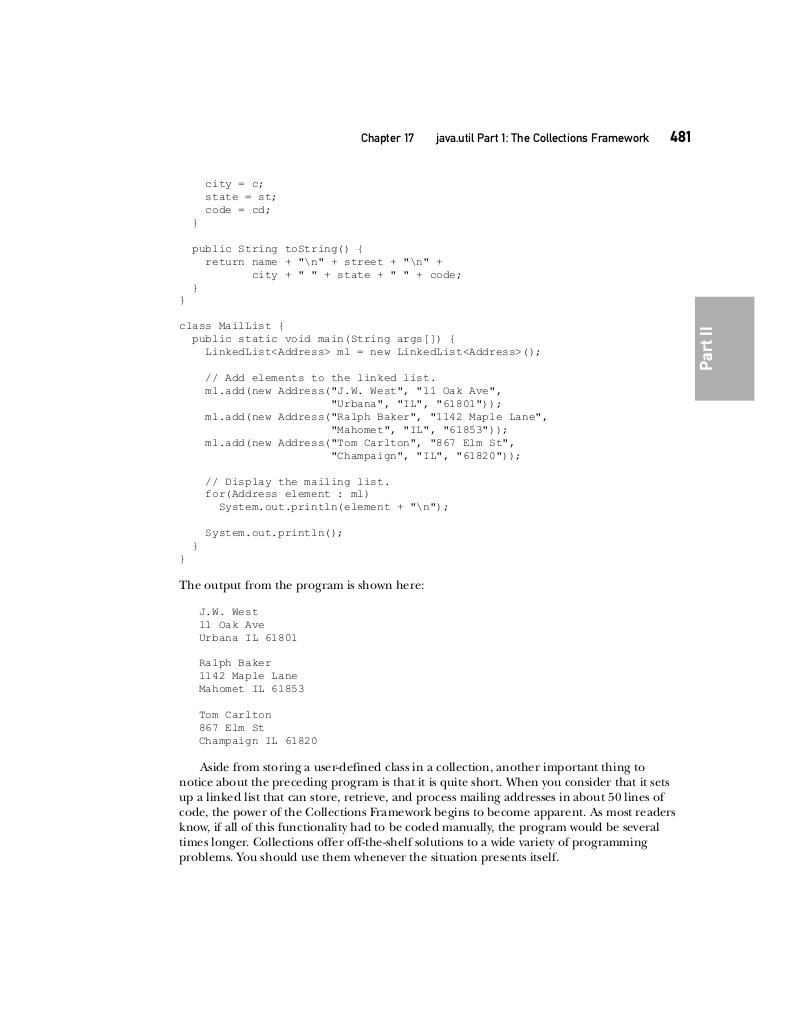 Chapter 17 java.util Part 1: The Collections Framework 481
city = c;
state = st;
code = cd;
}
public String toString() {
return name + "\n" + street + "\n" +
city + " " + state + " " + code;
}
}
class MailList {
public static void main(String args[]) {
LinkedList<Address> ml = new LinkedList<Address>();
// Add elements to the linked list.
ml.add(new Address("J.W. West", "11 Oak Ave",
"Urbana", "IL", "61801"));
ml.add(new Address("Ralph Baker", "1142 Maple Lane",
"Mahomet", "IL", "61853"));
ml.add(new Address("Tom Carlton", "867 Elm St",
"Champaign", "IL", "61820"));
// Display the mailing list.
for(Address element : ml)
System.out.println(element + "\n");
System.out.println();
}
}
Part II
The output from the program is shown here:
J.W. West
11 Oak Ave
Urbana IL 61801
Ralph Baker
1142 Maple Lane
Mahomet IL 61853
Tom Carlton
867 Elm St
Champaign IL 61820
Aside from storing a user-defined class in a collection, another important thing to
notice about the preceding program is that it is quite short. When you consider that it sets
up a linked list that can store, retrieve, and process mailing addresses in about 50 lines of
code, the power of the Collections Framework begins to become apparent. As most readers
know, if all of this functionality had to be coded manually, the program would be several
times longer. Collections offer off-the-shelf solutions to a wide variety of programming
problems. You should use them whenever the situation presents itself.